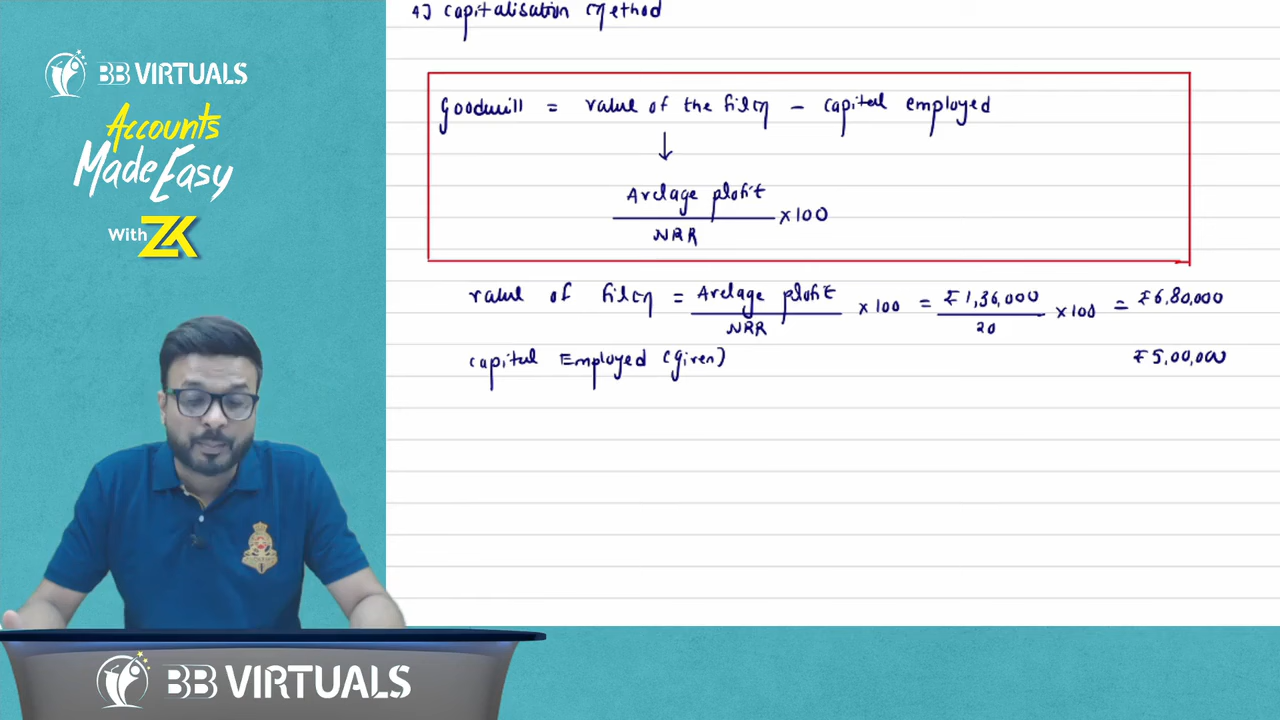 BB VIRTUALS
Accounts
Made Easy
With ZK
4) Capitalisation Method
Goodwill = Value of the firm - Capital employed
↓
Average profit
NRR
× 100
Value of firm = Average profit / NRR × 100 = ₹1,36,000 / 20 × 100 = ₹6,80,000
Capital Employed (given) ₹5,00,000
BB VIRTUALS